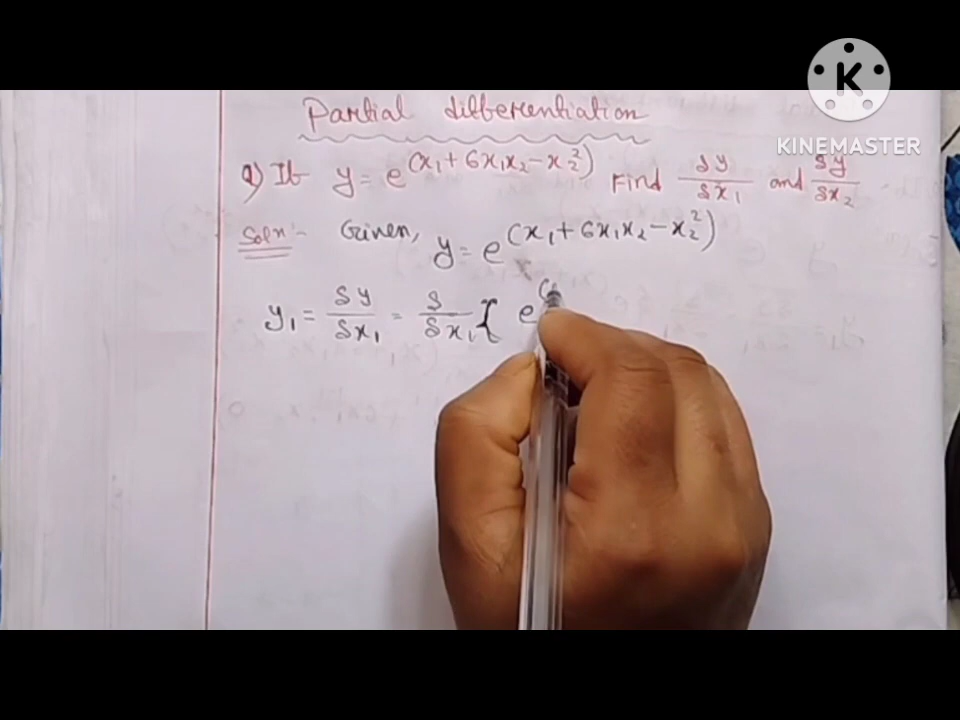 K
KINEMASTER
Partial differentiation
Q) If y = e^(x₁ + 6x₁x₂ − x₂²) Find δy/δx₁ and δy/δx₂
Solⁿ:- Given, y = e^(x₁ + 6x₁x₂ − x₂²)
y₁ = δy/δx₁ = δ/δx₁ { e^(